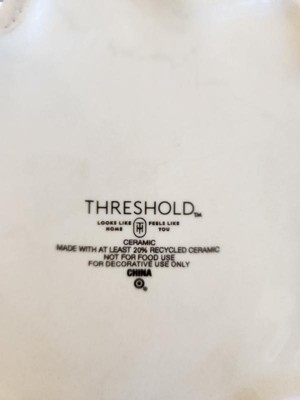 THRESHOLD™
LOOKS LIKE HOME TH FEELS LIKE YOU
CERAMIC
MADE WITH AT LEAST 20% RECYCLED CERAMIC
NOT FOR FOOD USE
FOR DECORATIVE USE ONLY
CHINA
®